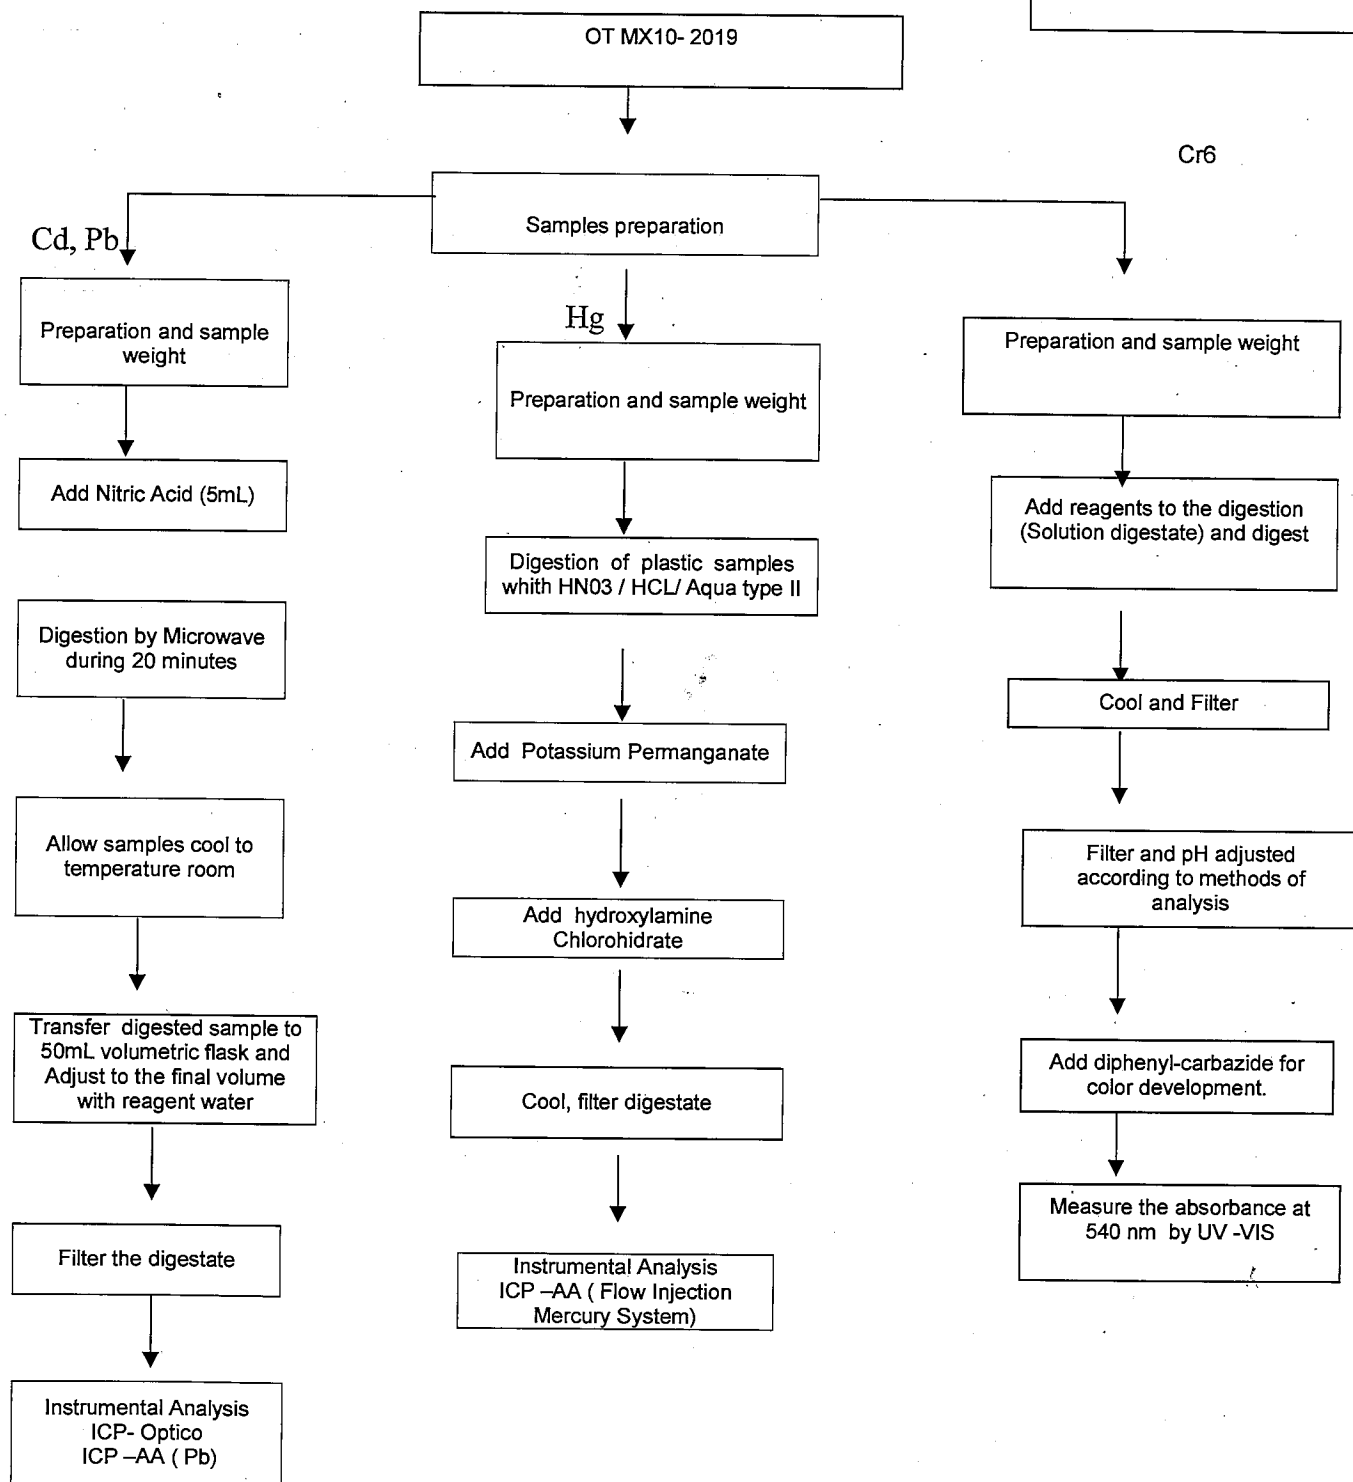 OT MX10- 2019
Cr6
Samples preparation
Cd, Pb
Preparation and sample
weight
Add Nitric Acid (5mL)
Digestion by Microwave
during 20 minutes
Allow samples cool to
temperature room
Transfer digested sample to
50mL volumetric flask and
Adjust to the final volume
with reagent water
Filter the digestate
Instrumental Analysis
ICP- Optico
ICP –AA ( Pb)
Hg
Preparation and sample weight
Digestion of plastic samples
whith HN03 / HCL/ Aqua type II
Add Potassium Permanganate
Add hydroxylamine
Chlorohidrate
Cool, filter digestate
Instrumental Analysis
ICP –AA ( Flow Injection
Mercury System)
Preparation and sample weight
Add reagents to the digestion
(Solution digestate) and digest
Cool and Filter
Filter and pH adjusted
according to methods of
analysis
Add diphenyl-carbazide for
color development.
Measure the absorbance at
540 nm by UV -VIS